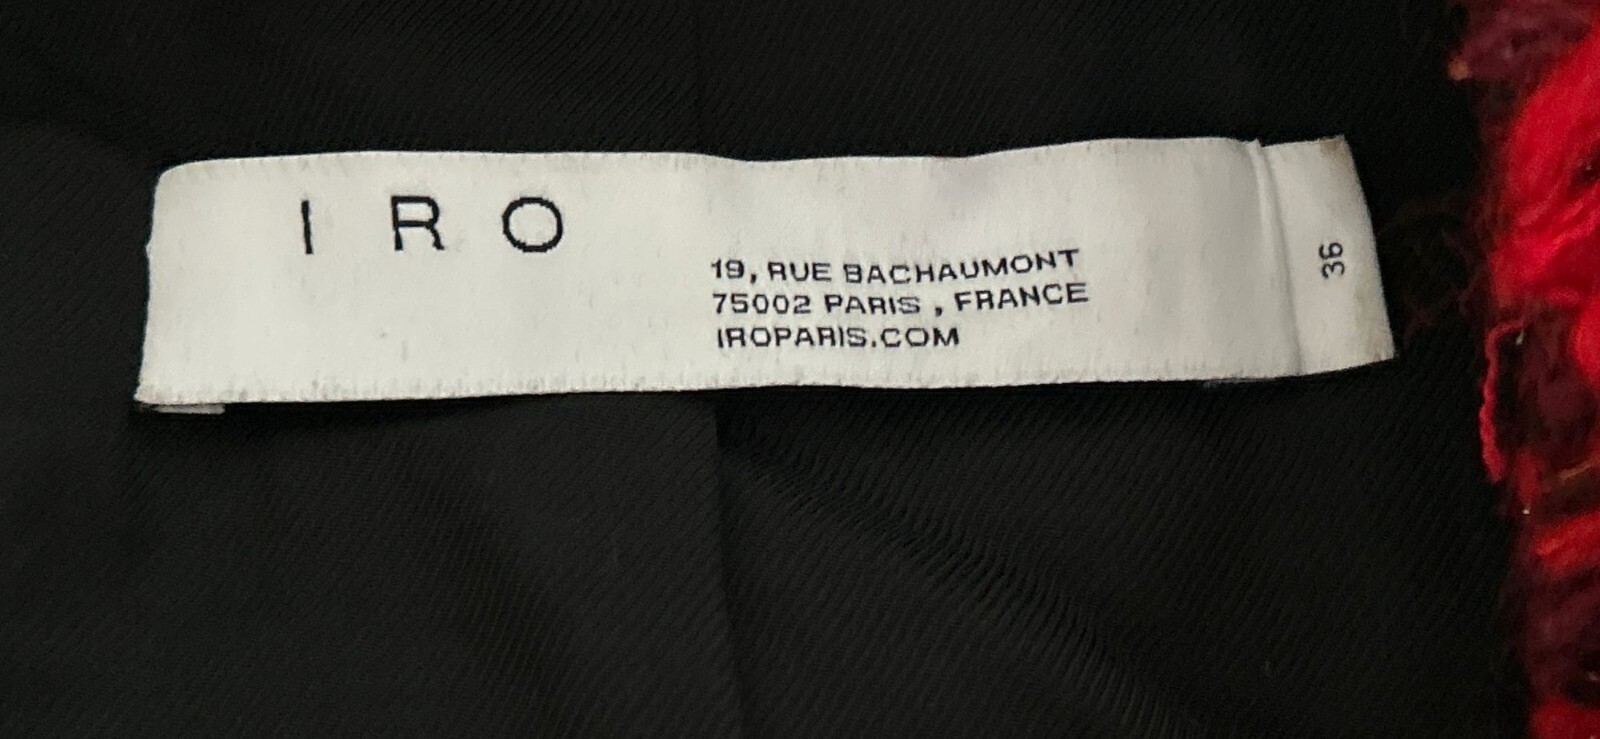 I R O
19, RUE BACHAUMONT
75002 PARIS , FRANCE
IROPARIS.COM
36